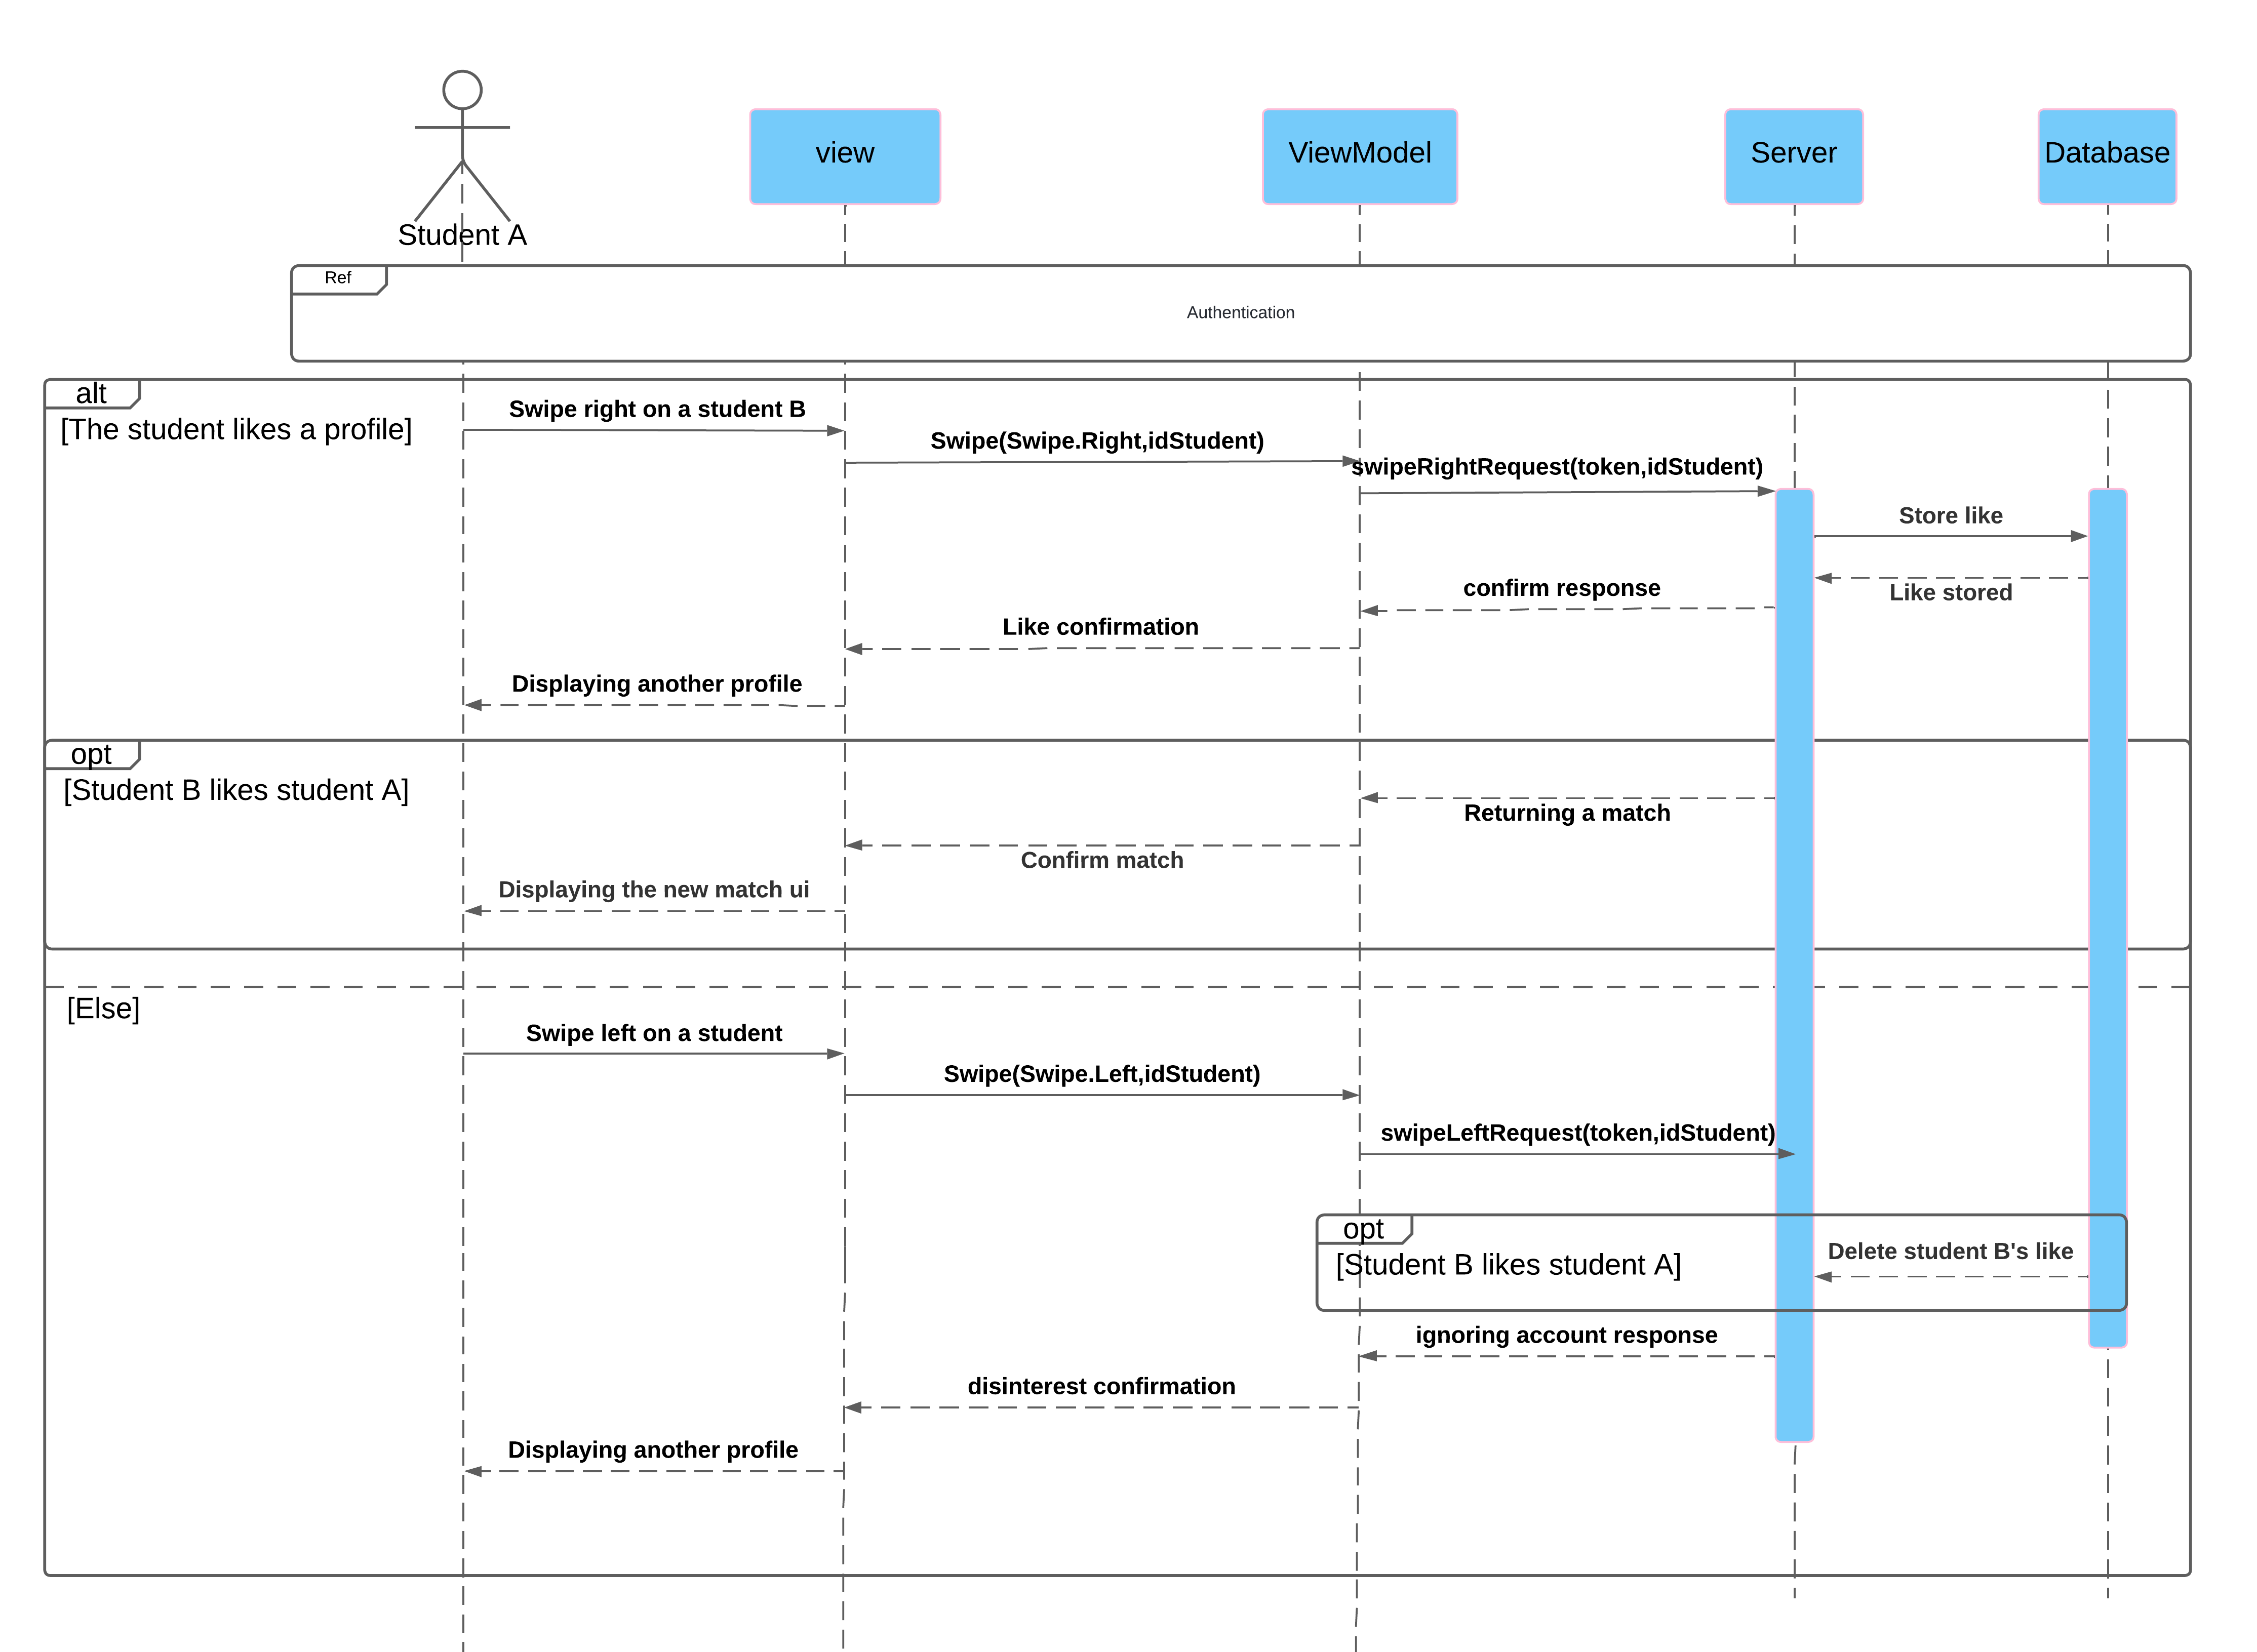 Student A
view
ViewModel
Server
Database
Ref
Authentication
alt
[The student likes a profile]
Swipe right on a student B
Swipe(Swipe.Right,idStudent)
swipeRightRequest(token,idStudent)
Store like
Like stored
confirm response
Like confirmation
Displaying another profile
opt
[Student B likes student A]
Returning a match
Confirm match
Displaying the new match ui
[Else]
Swipe left on a student
Swipe(Swipe.Left,idStudent)
swipeLeftRequest(token,idStudent)
opt
[Student B likes student A]
Delete student B's like
ignoring account response
disinterest confirmation
Displaying another profile